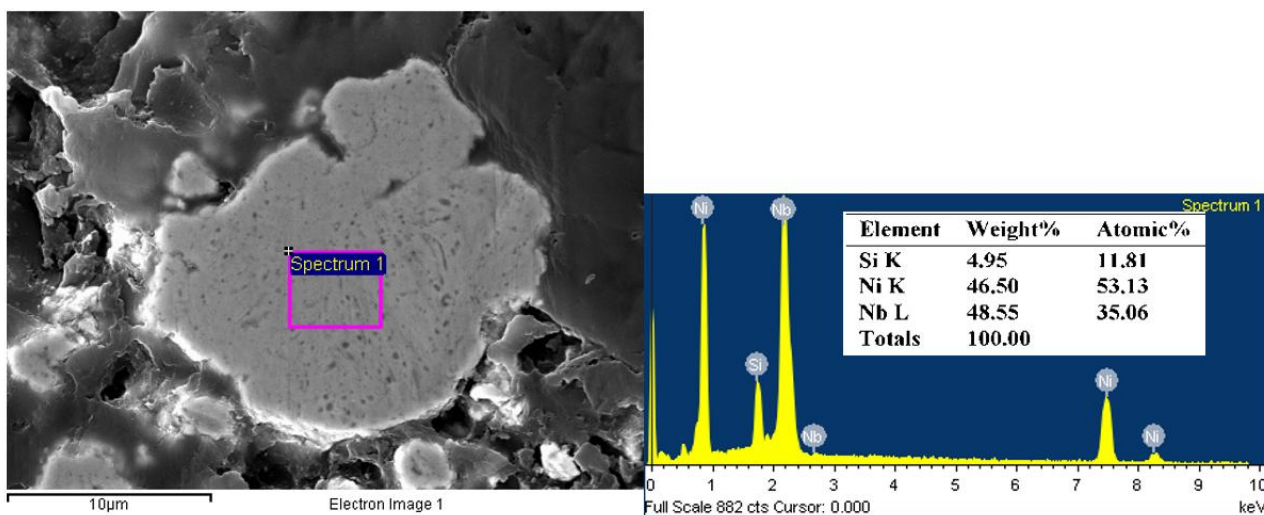 Spectrum 1
10µm
Electron Image 1
Spectrum 1
Ni
Nb
Si
Nb
Ni
Ni
Element Weight% Atomic%
Si K 4.95 11.81
Ni K 46.50 53.13
Nb L 48.55 35.06
Totals 100.00
0 1 2 3 4 5 6 7 8 9 10
Full Scale 882 cts Cursor: 0.000 keV